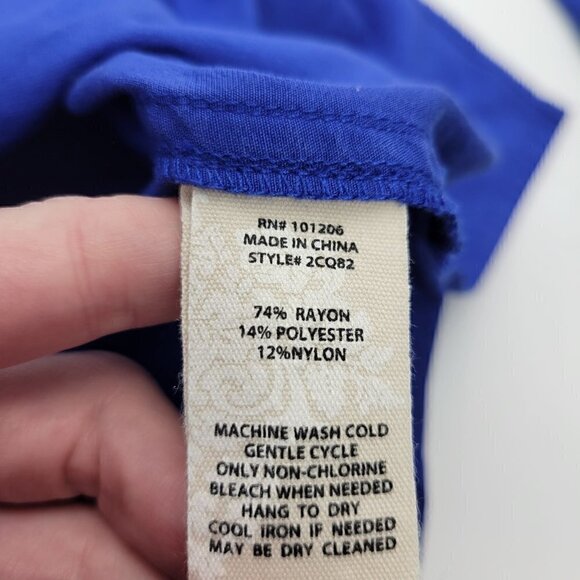 RN# 101206
MADE IN CHINA
STYLE# 2CQ82
74% RAYON
14% POLYESTER
12%NYLON
MACHINE WASH COLD
GENTLE CYCLE
ONLY NON-CHLORINE
BLEACH WHEN NEEDED
HANG TO DRY
COOL IRON IF NEEDED
MAY BE DRY CLEANED